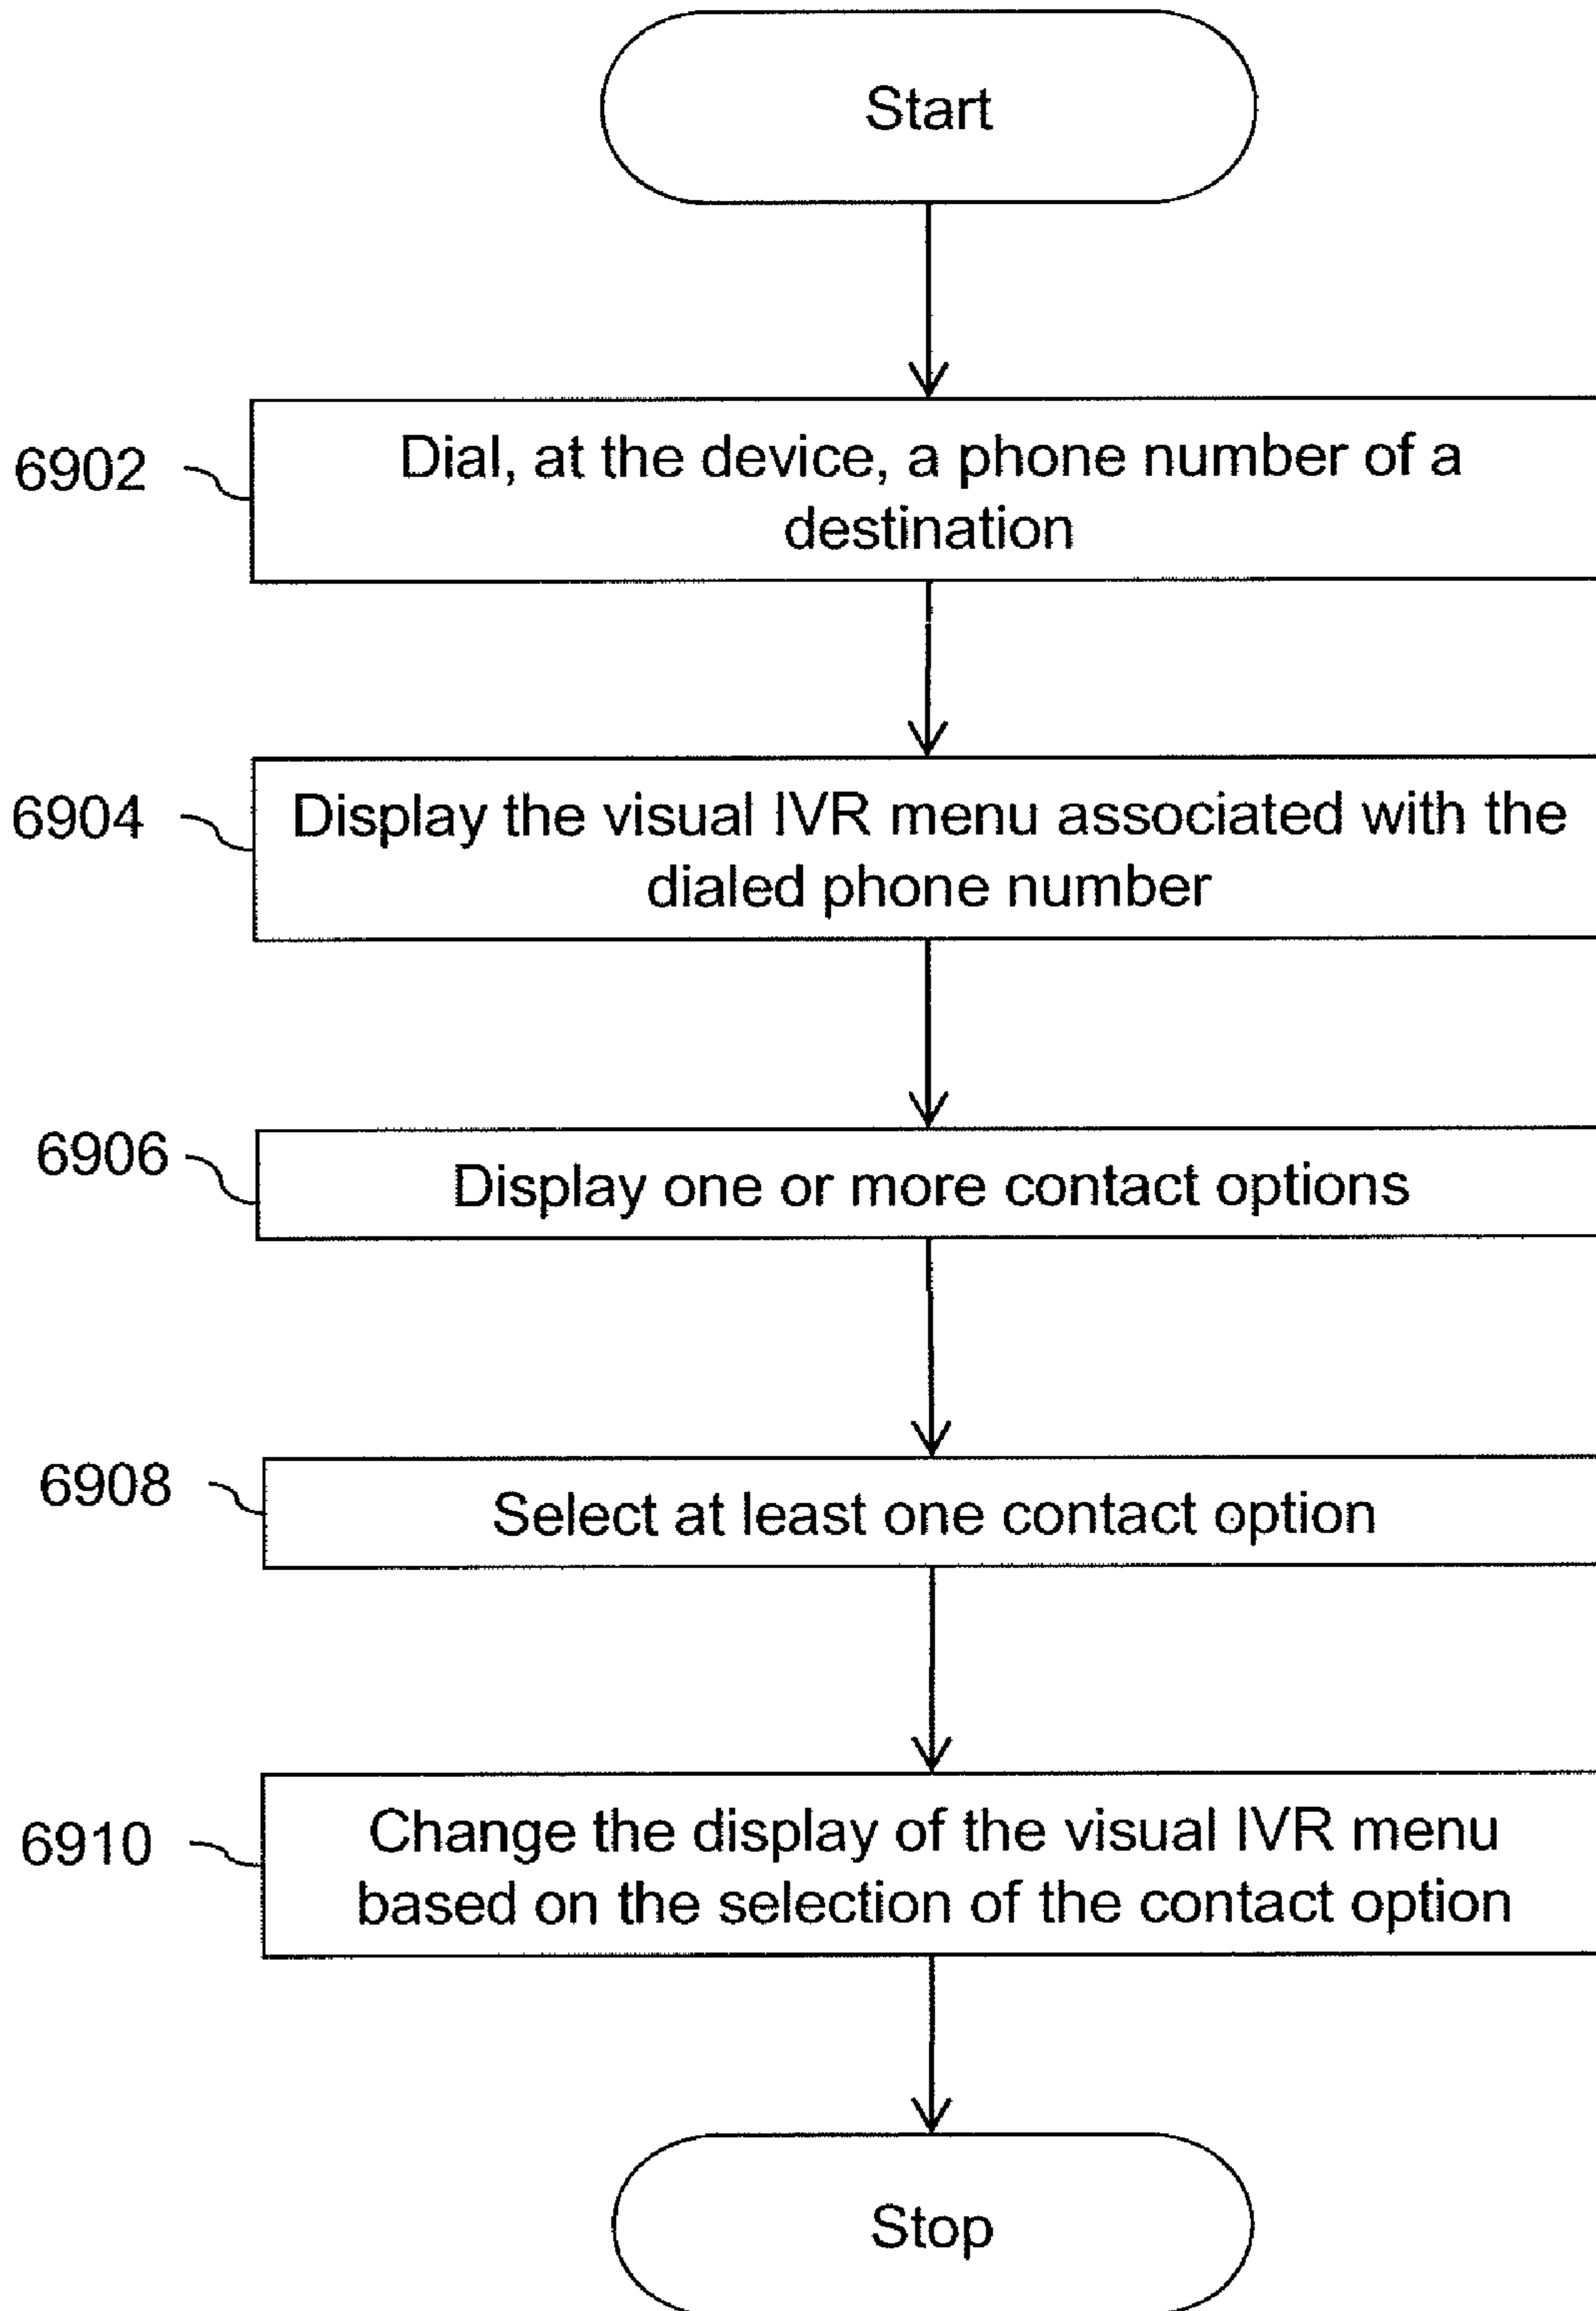 Start
6902
Dial, at the device, a phone number of a
destination
6904
Display the visual IVR menu associated with the
dialed phone number
6906
Display one or more contact options
6908
Select at least one contact option
6910
Change the display of the visual IVR menu
based on the selection of the contact option
Stop